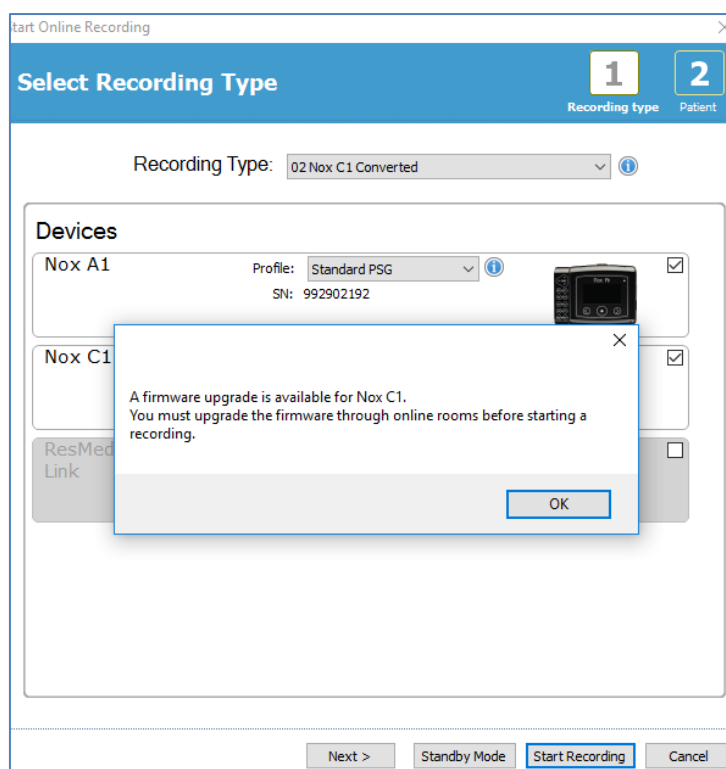 tart Online Recording
Select Recording Type
1
Recording type
2
Patient
Recording Type:
02 Nox C1 Converted
Devices
Nox A1
Profile:
Standard PSG
SN: 992902192
Nox C1
A firmware upgrade is available for Nox C1.
You must upgrade the firmware through online rooms before starting a
recording.
OK
ResMed
Link
Next >
Standby Mode
Start Recording
Cancel